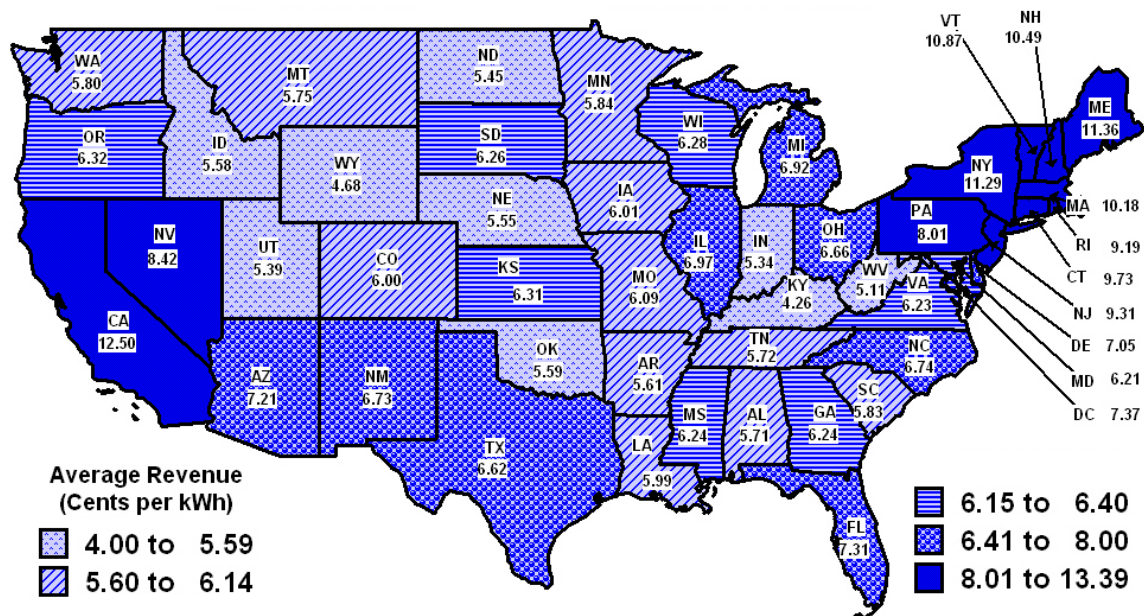 VT
10.87
NH
10.49
WA
5.80
MT
5.75
ND
5.45
MN
5.84
ME
11.36
OR
6.32
ID
5.58
SD
6.26
WI
6.28
MI
6.92
NY
11.29
WY
4.68
MA 10.18
NE
5.55
IA
6.01
PA
8.01
RI 9.19
NV
8.42
UT
5.39
CO
6.00
KS
6.31
MO
6.09
IL
6.97
IN
5.34
OH
6.66
WV
5.11
VA
6.23
CT 9.73
KY
4.26
NJ 9.31
CA
12.50
DE 7.05
AZ
7.21
NM
6.73
OK
5.59
AR
5.61
TN
5.72
NC
6.74
MD 6.21
SC
5.83
DC 7.37
MS
6.24
AL
5.71
GA
6.24
TX
6.62
LA
5.99
FL
7.31
Average Revenue
(Cents per kWh)
4.00 to 5.59
5.60 to 6.14
6.15 to 6.40
6.41 to 8.00
8.01 to 13.39